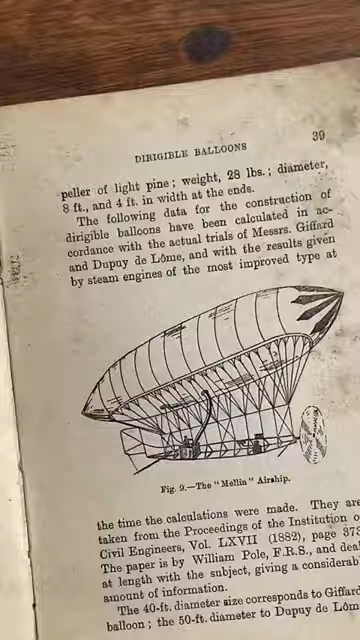 39
DIRIGIBLE BALLOONS
peller of light pine; weight, 28 lbs.; diameter,
8 ft., and 4 ft. in width at the ends.
The following data for the construction of
dirigible balloons have been calculated in ac-
cordance with the actual trials of Messrs. Giffard
and Dupuy de Lôme, and with the results given
by steam engines of the most improved type at
Fig. 9.—The "Mellin" Airship.
the time the calculations were made. They are
taken from the Proceedings of the Institution o
Civil Engineers, Vol. LXVII (1882), page 373
The paper is by William Pole, F.R.S., and deal
at length with the subject, giving a considerabl
amount of information.
The 40-ft. diameter size corresponds to Giffard
balloon; the 50-ft. diameter to Dupuy de Lôme